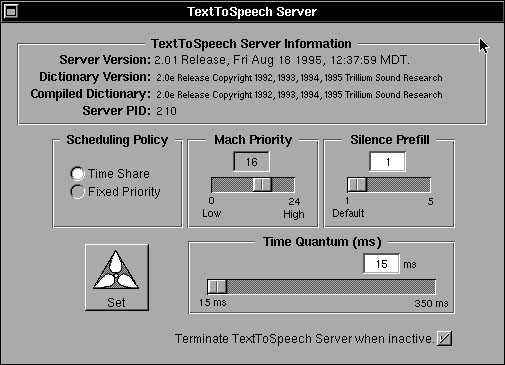 TextToSpeech Server
TextToSpeech Server Information
Server Version: 2.01 Release, Fri Aug 18 1995, 12:37:59 MDT.
Dictionary Version: 2.0e Release Copyright 1992, 1993, 1994, 1995 Trillium Sound Research
Compiled Dictionary: 2.0e Release Copyright 1992, 1993, 1994, 1995 Trillium Sound Research
Server PID: 210
Scheduling Policy
Time Share
Fixed Priority
Mach Priority
16
0 24
Low High
Silence Prefill
1
1 5
Default
Set
Time Quantum (ms)
15 ms
15 ms 350 ms
Terminate TextToSpeech Server when inactive.